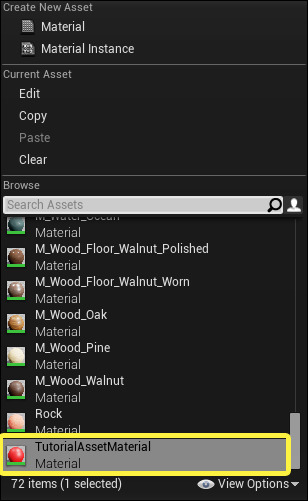 Create New Asset
Material
Material Instance
Current Asset
Edit
Copy
Paste
Clear
Browse
Search Assets
M_Water_Ocean
Material
M_Wood_Floor_Walnut_Polished
Material
M_Wood_Floor_Walnut_Worn
Material
M_Wood_Oak
Material
M_Wood_Pine
Material
M_Wood_Walnut
Material
Rock
Material
TutorialAssetMaterial
Material
72 items (1 selected)
View Options